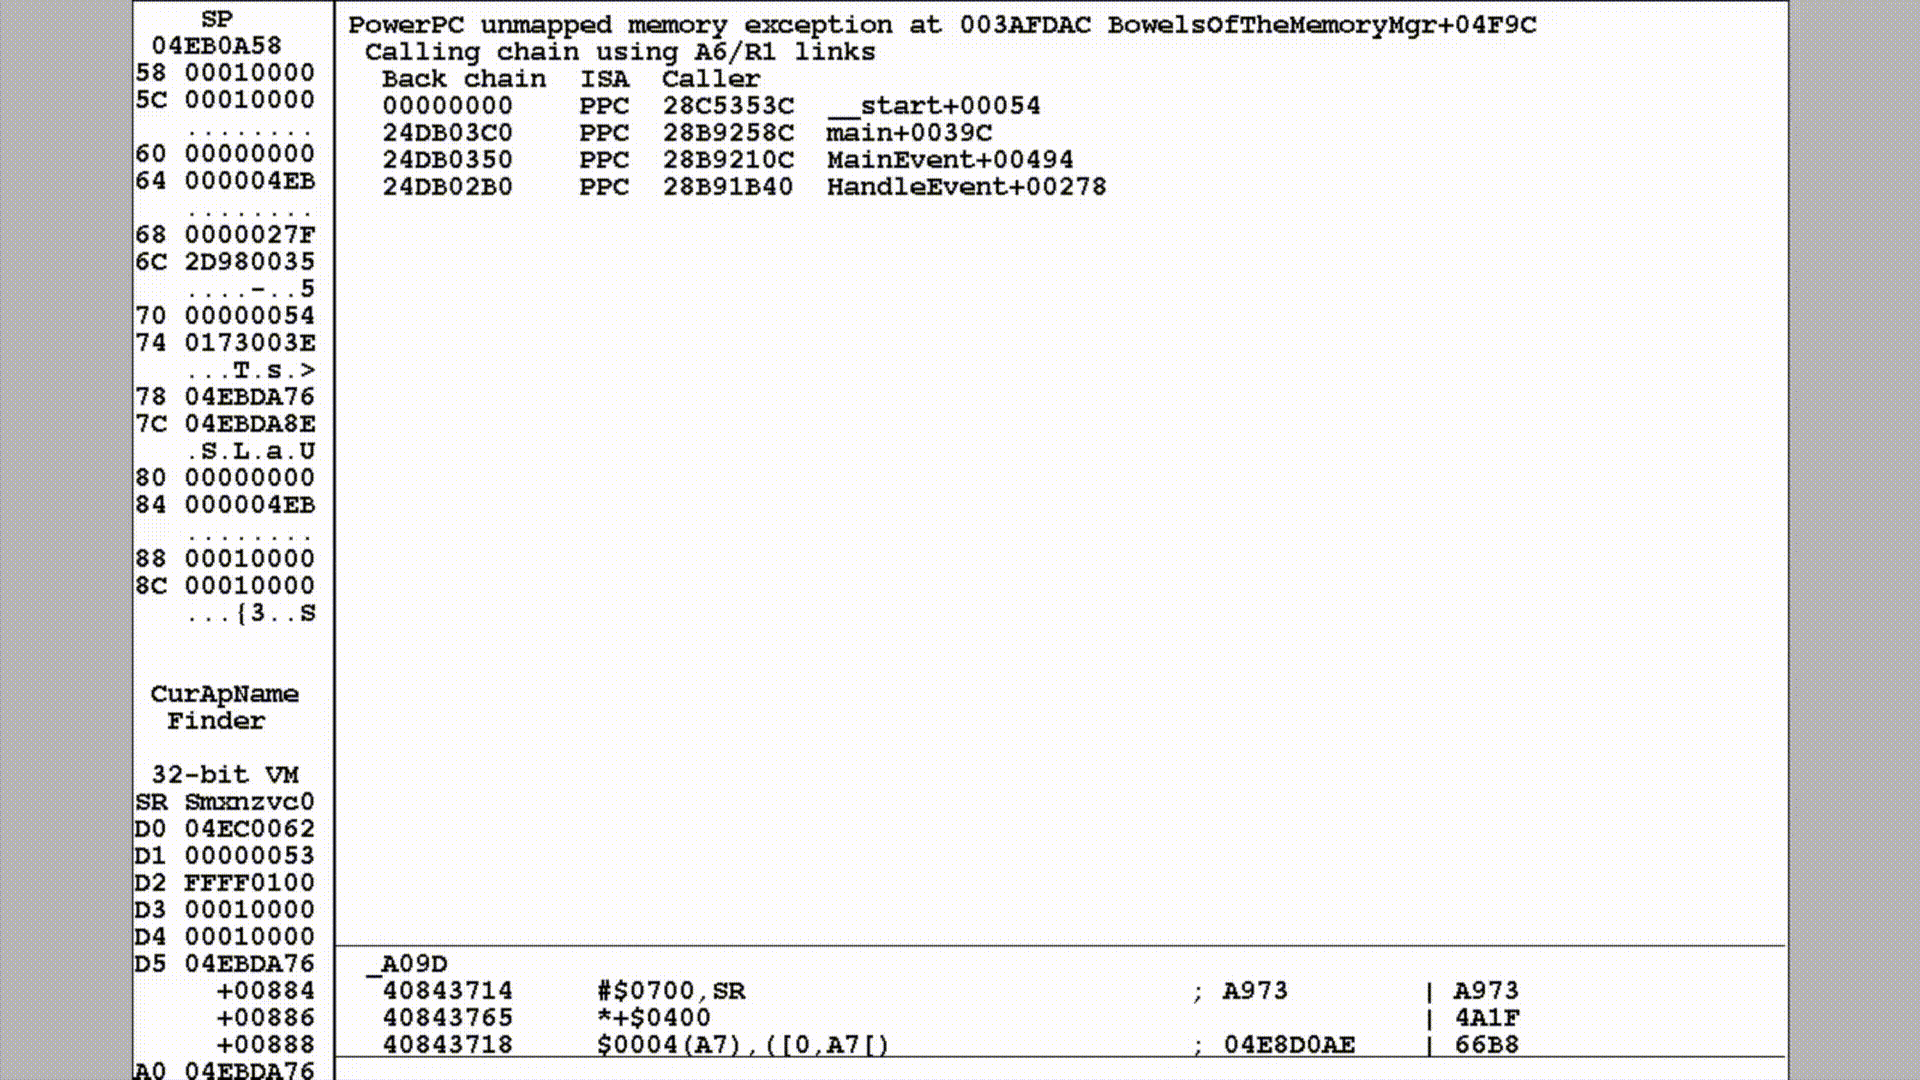 SP
04EB0A58
58 00010000
5C 00010000
........
60 00000000
64 000004EB
........
68 0000027F
6C 2D980035
....-..5
70 00000054
74 0173003E
...T.s.>
78 04EBDA76
7C 04EBDA8E
.S.L.a.U
80 00000000
84 000004EB
........
88 00010000
8C 00010000
...{3..S
CurApName
Finder
32-bit VM
SR Smxnzvc0
D0 04EC0062
D1 00000053
D2 FFFF0100
D3 00010000
D4 00010000
D5 04EBDA76
+00884
+00886
+00888
A0 04EBDA76
PowerPC unmapped memory exception at 003AFDAC BowelsOfTheMemoryMgr+04F9C
Calling chain using A6/R1 links
Back chain ISA Caller
00000000 PPC 28C5353C __start+00054
24DB03C0 PPC 28B9258C main+0039C
24DB0350 PPC 28B9210C MainEvent+00494
24DB02B0 PPC 28B91B40 HandleEvent+00278
_A09D
40843714 #$0700,SR ; A973 | A973
40843765 *+$0400 | 4A1F
40843718 $0004(A7),([0,A7[) ; 04E8D0AE | 66B8